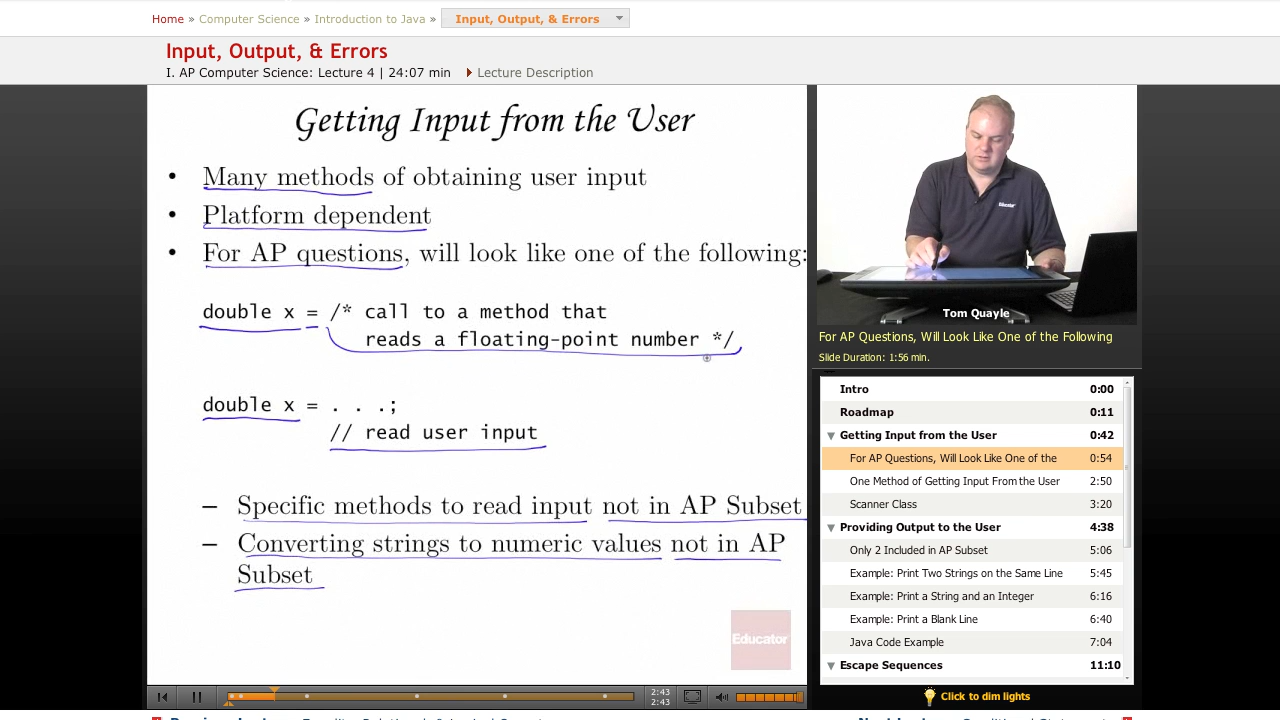 Home » Computer Science » Introduction to Java » Input, Output, & Errors
Input, Output, & Errors
I. AP Computer Science: Lecture 4 | 24:07 min Lecture Description
Getting Input from the User
• Many methods of obtaining user input
• Platform dependent
• For AP questions, will look like one of the following:
double x = /* call to a method that
reads a floating-point number */
double x = . . .;
// read user input
– Specific methods to read input not in AP Subset
– Converting strings to numeric values not in AP
Subset
Educator
2:43
2:43
Educator
Tom Quayle
For AP Questions, Will Look Like One of the Following
Slide Duration: 1:56 min.
Intro 0:00
Roadmap 0:11
Getting Input from the User 0:42
For AP Questions, Will Look Like One of the 0:54
One Method of Getting Input From the User 2:50
Scanner Class 3:20
Providing Output to the User 4:38
Only 2 Included in AP Subset 5:06
Example: Print Two Strings on the Same Line 5:45
Example: Print a String and an Integer 6:16
Example: Print a Blank Line 6:40
Java Code Example 7:04
Escape Sequences 11:10
Click to dim lights